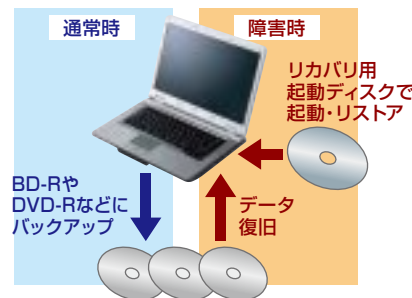 通常時
障害時
リカバリ用
起動ディスクで
起動・リストア
BD-Rや
DVD-Rなどに
バックアップ
データ
復旧